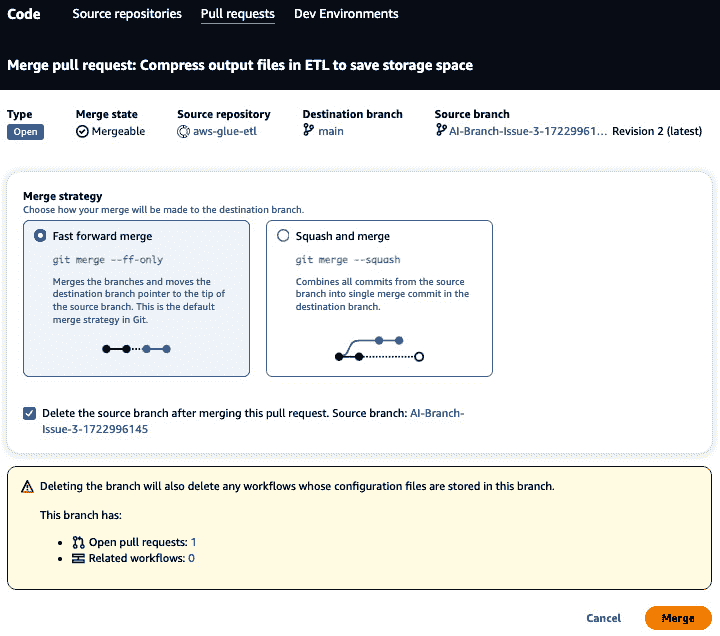 Code Source repositories Pull requests Dev Environments
Merge pull request: Compress output files in ETL to save storage space
Type Merge state Source repository Destination branch Source branch
Open Mergeable aws-glue-etl main AI-Branch-Issue-3-17229961... Revision 2 (latest)
Merge strategy
Choose how your merge will be made to the destination branch.
Fast forward merge
git merge --ff-only
Merges the branches and moves the
destination branch pointer to the tip of
the source branch. This is the default
merge strategy in Git.
Squash and merge
git merge --squash
Combines all commits from the source
branch into single merge commit in the
destination branch.
Delete the source branch after merging this pull request. Source branch: AI-Branch-
Issue-3-1722996145
Deleting the branch will also delete any workflows whose configuration files are stored in this branch.
This branch has:
• Open pull requests: 1
• Related workflows: 0
Cancel Merge